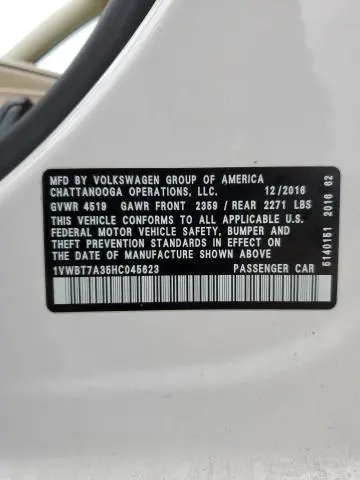 MFD BY VOLKSWAGEN GROUP OF AMERICA
CHATTANOOGA OPERATIONS, LLC. 12/2016
GVWR 4519 GAWR FRONT 2359 / REAR 2271 LBS
THIS VEHICLE CONFORMS TO ALL APPLICABLE U.S.
FEDERAL MOTOR VEHICLE SAFETY, BUMPER AND
THEFT PREVENTION STANDARDS IN EFFECT ON
THE DATE OF MANUFACTURE SHOWN ABOVE
1VWBT7A35HC045623 PASSENGER CAR
5140151 2016 62